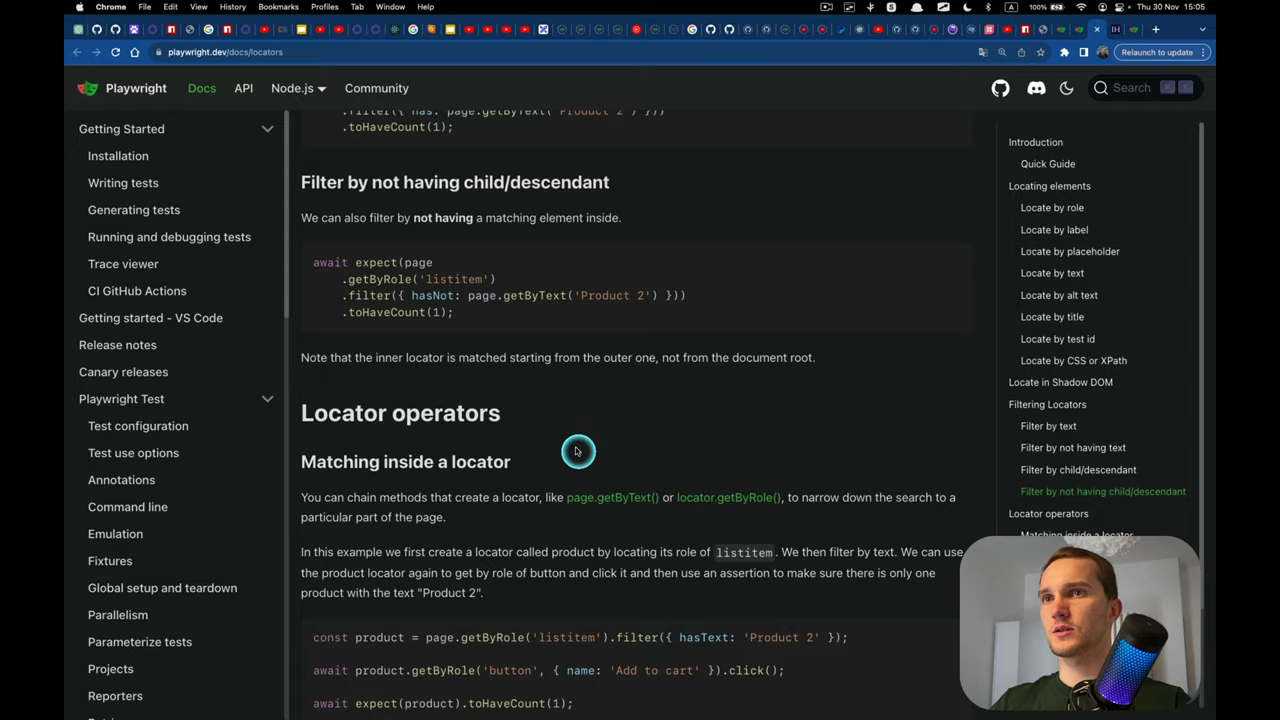 Chrome File Edit View History Bookmarks Profiles Tab Window Help
100% Thu 30 Nov 15:05
playwright.dev/docs/locators
Relaunch to update
Playwright Docs API Node.js Community
Search
Getting Started
Installation
Writing tests
Generating tests
Running and debugging tests
Trace viewer
CI GitHub Actions
Getting started - VS Code
Release notes
Canary releases
Playwright Test
Test configuration
Test use options
Annotations
Command line
Emulation
Fixtures
Global setup and teardown
Parallelism
Parameterize tests
Projects
Reporters
.filter({ has: page.getByText('Product 2') }))
.toHaveCount(1);
Filter by not having child/descendant
We can also filter by not having a matching element inside.
await expect(page
.getByRole('listitem')
.filter({ hasNot: page.getByText('Product 2') }))
.toHaveCount(1);
Note that the inner locator is matched starting from the outer one, not from the document root.
Locator operators
Matching inside a locator
You can chain methods that create a locator, like page.getByText() or locator.getByRole(), to narrow down the search to a
particular part of the page.
In this example we first create a locator called product by locating its role of listitem. We then filter by text. We can use
the product locator again to get by role of button and click it and then use an assertion to make sure there is only one
product with the text "Product 2".
const product = page.getByRole('listitem').filter({ hasText: 'Product 2' });
await product.getByRole('button', { name: 'Add to cart' }).click();
await expect(product).toHaveCount(1);
Introduction
Quick Guide
Locating elements
Locate by role
Locate by label
Locate by placeholder
Locate by text
Locate by alt text
Locate by title
Locate by test id
Locate by CSS or XPath
Locate in Shadow DOM
Filtering Locators
Filter by text
Filter by not having text
Filter by child/descendant
Filter by not having child/descendant
Locator operators
Matching inside a locator